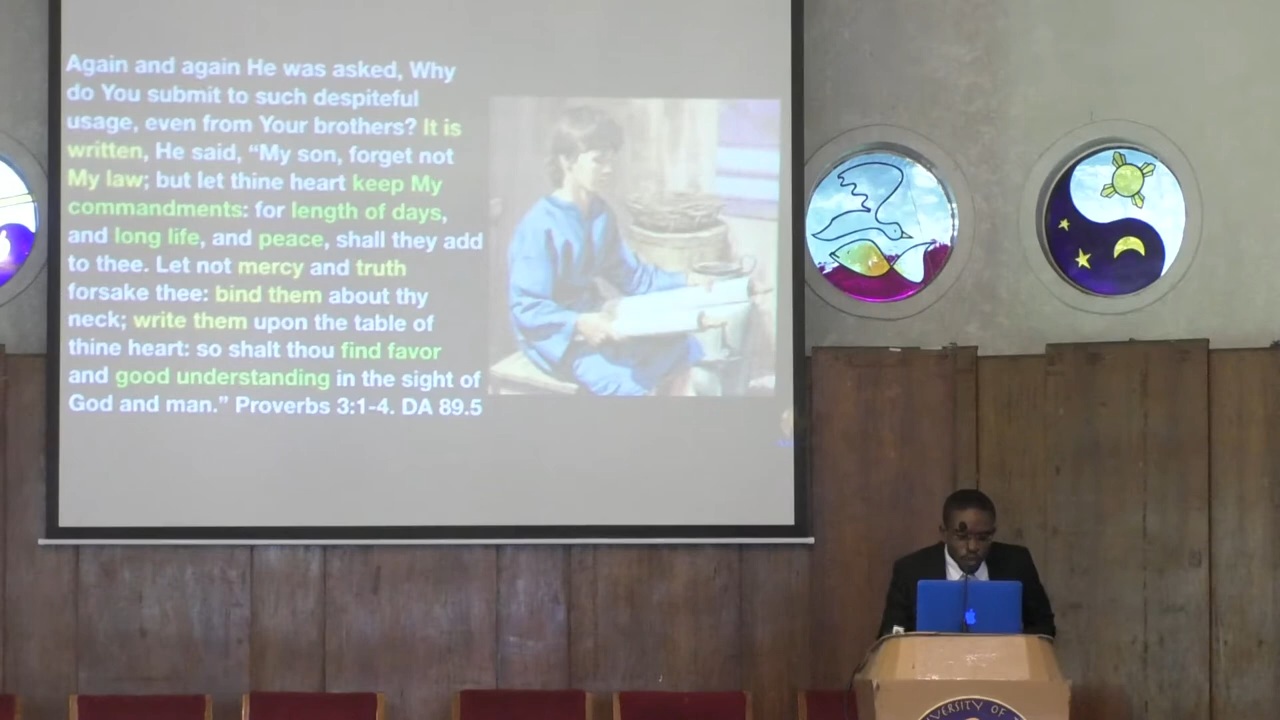 Again and again He was asked, Why
do You submit to such despiteful
usage, even from Your brothers? It is
written, He said, “My son, forget not
My law; but let thine heart keep My
commandments: for length of days,
and long life, and peace, shall they add
to thee. Let not mercy and truth
forsake thee: bind them about thy
neck; write them upon the table of
thine heart: so shalt thou find favor
and good understanding in the sight of
God and man.” Proverbs 3:1-4. DA 89.5
VERSITY OF